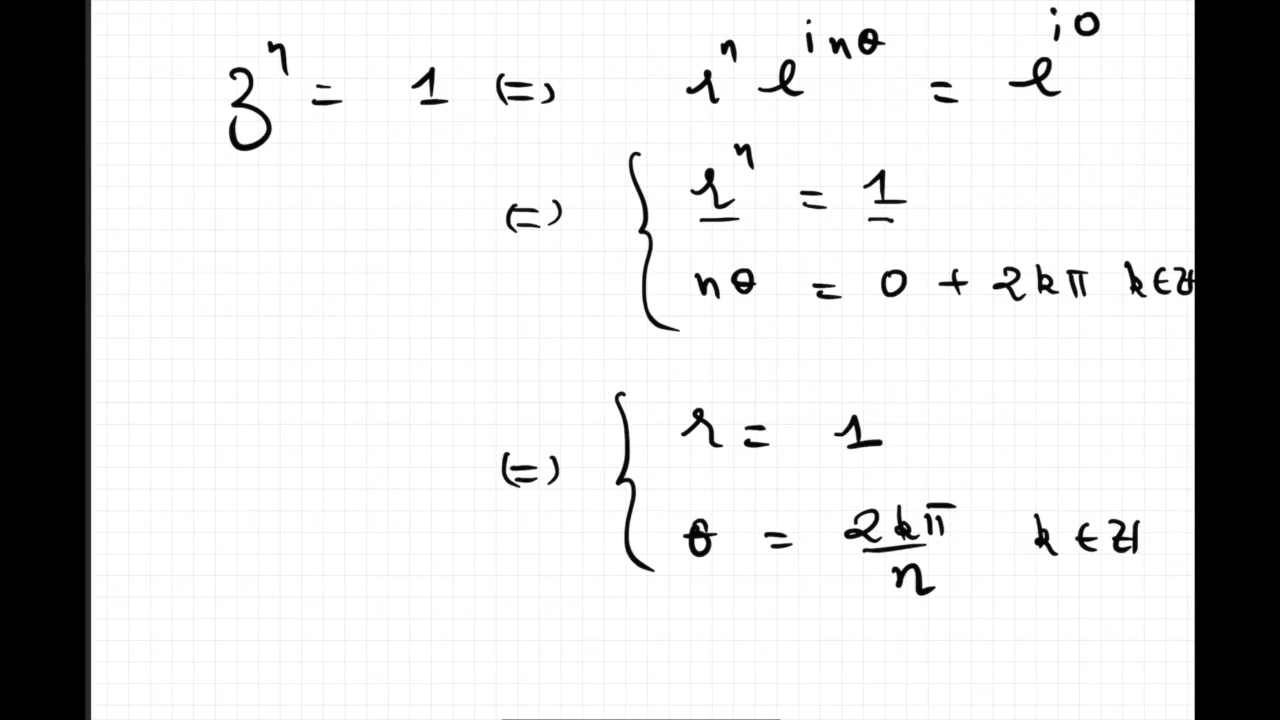 z^n = 1 (=) r^n e^{inθ} = e^{i0}
(=) { r^n = 1
nθ = 0 + 2kπ k∈ℤ
(=) { r = 1
θ = 2kπ/n k∈ℤ